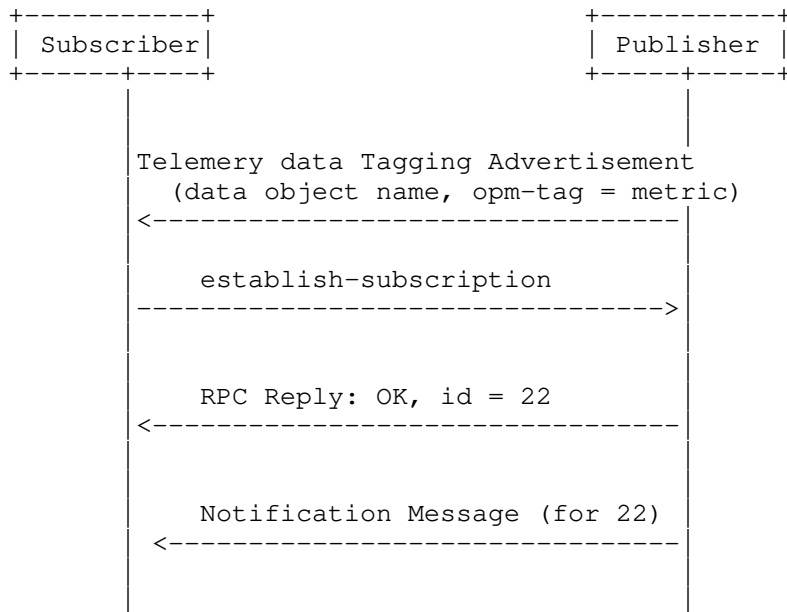 Subscriber Publisher
Telemery data Tagging Advertisement
(data object name, opm-tag = metric)
establish-subscription
RPC Reply: OK, id = 22
Notification Message (for 22)